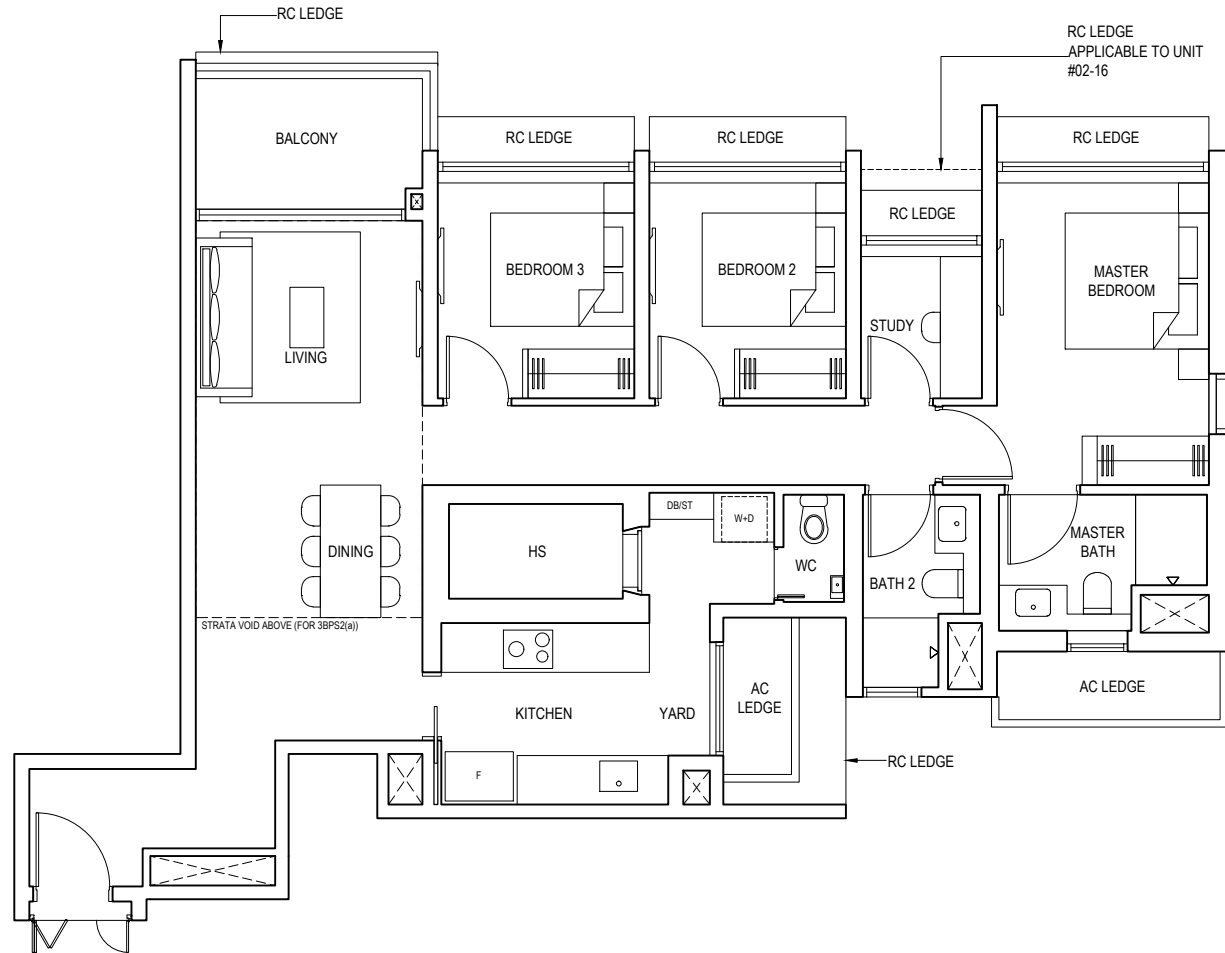 RC LEDGE
RC LEDGE
APPLICABLE TO UNIT
#02-16
BALCONY
RC LEDGE
RC LEDGE
RC LEDGE
RC LEDGE
BEDROOM 3
BEDROOM 2
MASTER
BEDROOM
STUDY
LIVING
DB/ST
W+D
DINING
HS
WC
BATH 2
MASTER
BATH
STRATA VOID ABOVE (FOR 3BPS2(a))
AC
LEDGE
AC LEDGE
KITCHEN
YARD
RC LEDGE
F